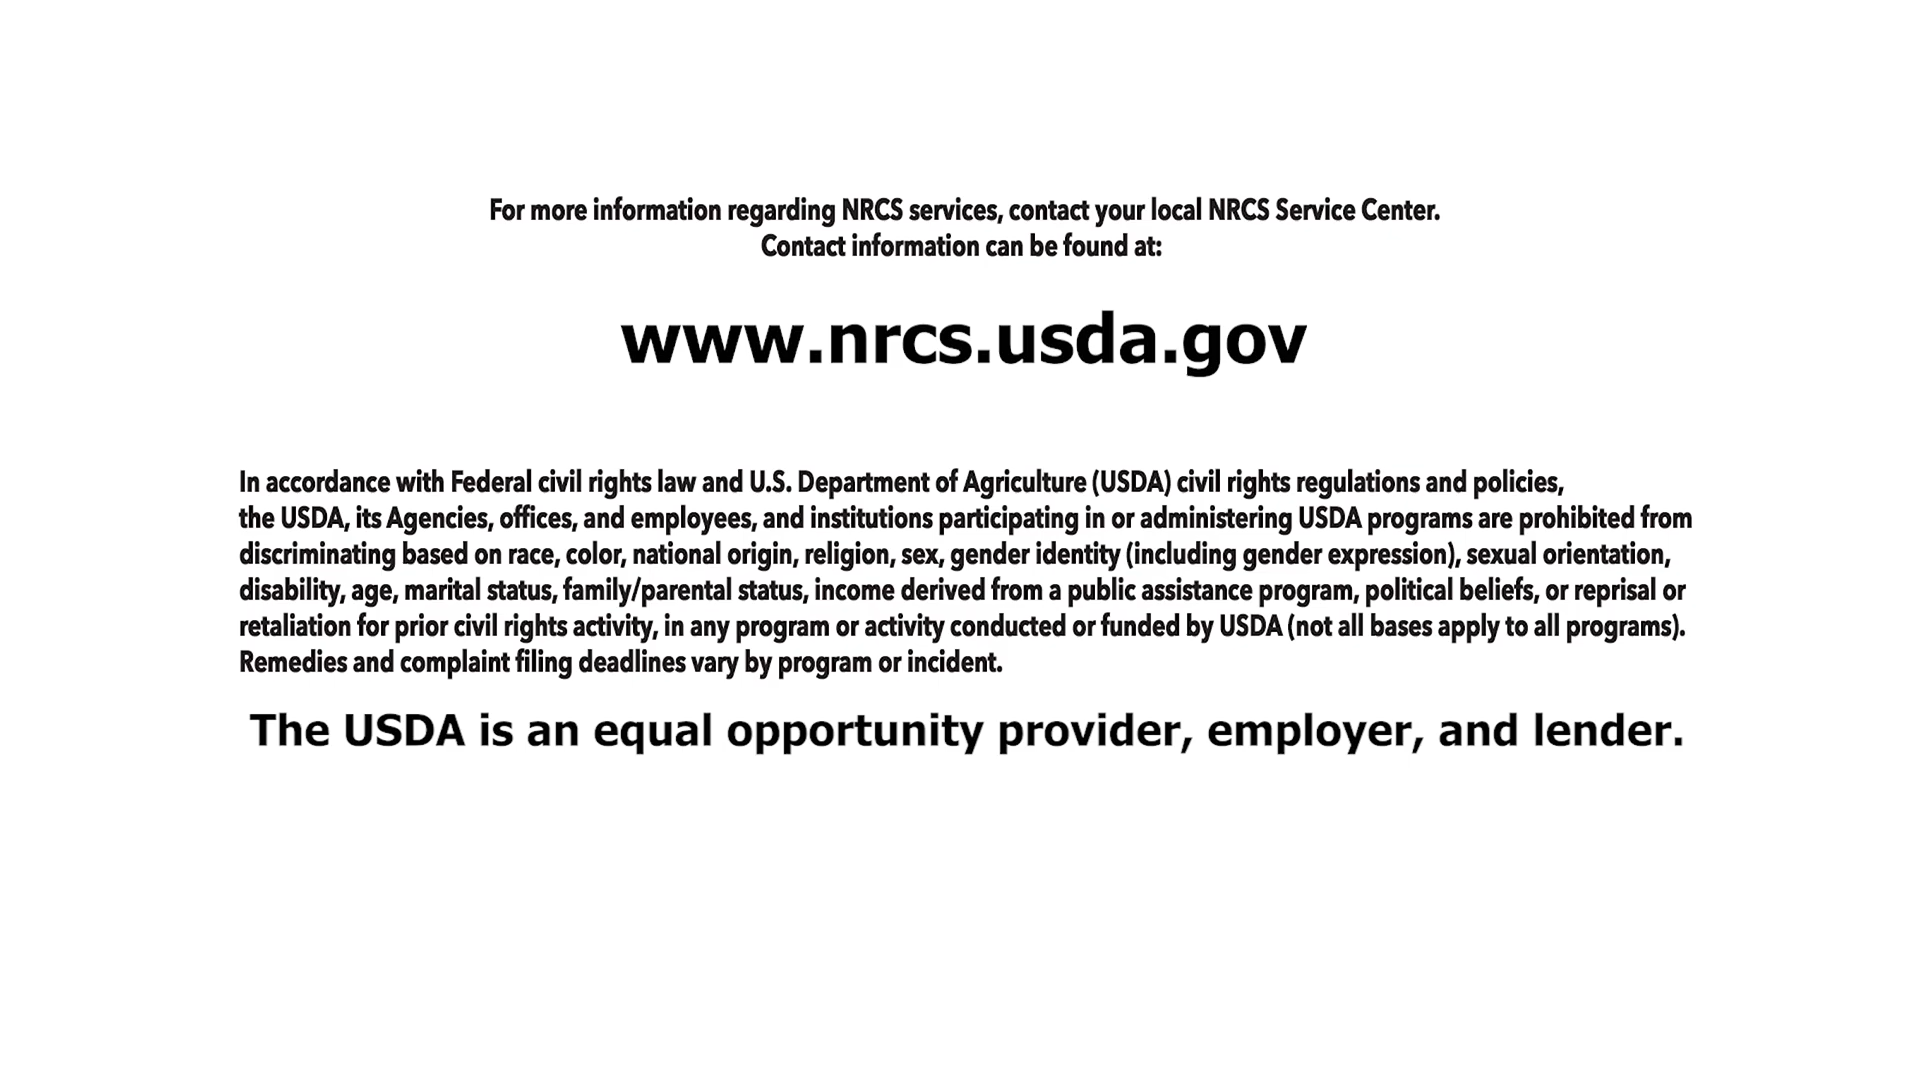 For more information regarding NRCS services, contact your local NRCS Service Center.
Contact information can be found at:
www.nrcs.usda.gov
In accordance with Federal civil rights law and U.S. Department of Agriculture (USDA) civil rights regulations and policies,
the USDA, its Agencies, offices, and employees, and institutions participating in or administering USDA programs are prohibited from
discriminating based on race, color, national origin, religion, sex, gender identity (including gender expression), sexual orientation,
disability, age, marital status, family/parental status, income derived from a public assistance program, political beliefs, or reprisal or
retaliation for prior civil rights activity, in any program or activity conducted or funded by USDA (not all bases apply to all programs).
Remedies and complaint filing deadlines vary by program or incident.
The USDA is an equal opportunity provider, employer, and lender.